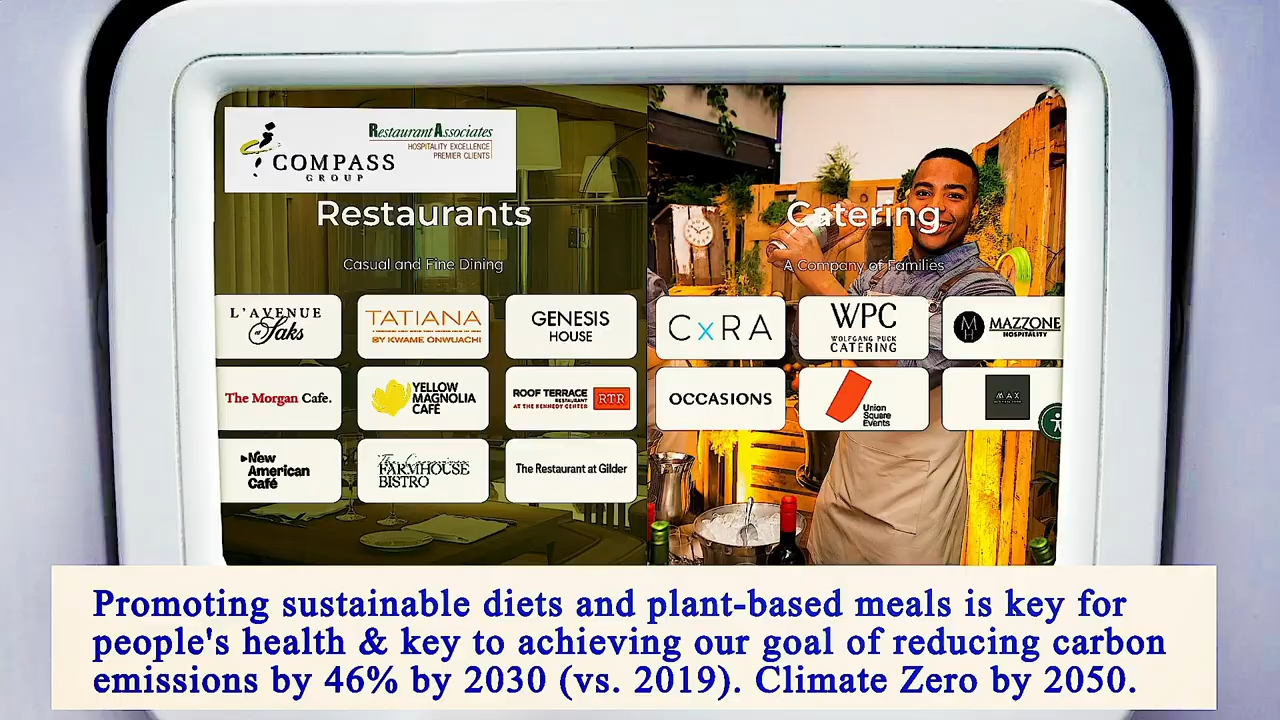 COMPASS
GROUP
Restaurant Associates
HOSPITALITY EXCELLENCE
PREMIER CLIENTS
Restaurants
Casual and Fine Dining
L'AVENUE
Saks
TATIANA
BY KWAME ONWUACHI
GENESIS
HOUSE
The Morgan Cafe.
YELLOW
MAGNOLIA
CAFÉ
ROOF TERRACE
RESTAURANT
AT THE KENNEDY CENTER
RTR
New
American
Café
FARMHOUSE
BISTRO
The Restaurant at Gilder
Catering
A Company of Families
CxRA
WPC
WOLFGANG PUCK
CATERING
M
H
MAZZONE
HOSPITALITY
OCCASIONS
Union
Square
Events
MAX
Promoting sustainable diets and plant-based meals is key for
people's health & key to achieving our goal of reducing carbon
emissions by 46% by 2030 (vs. 2019). Climate Zero by 2050.